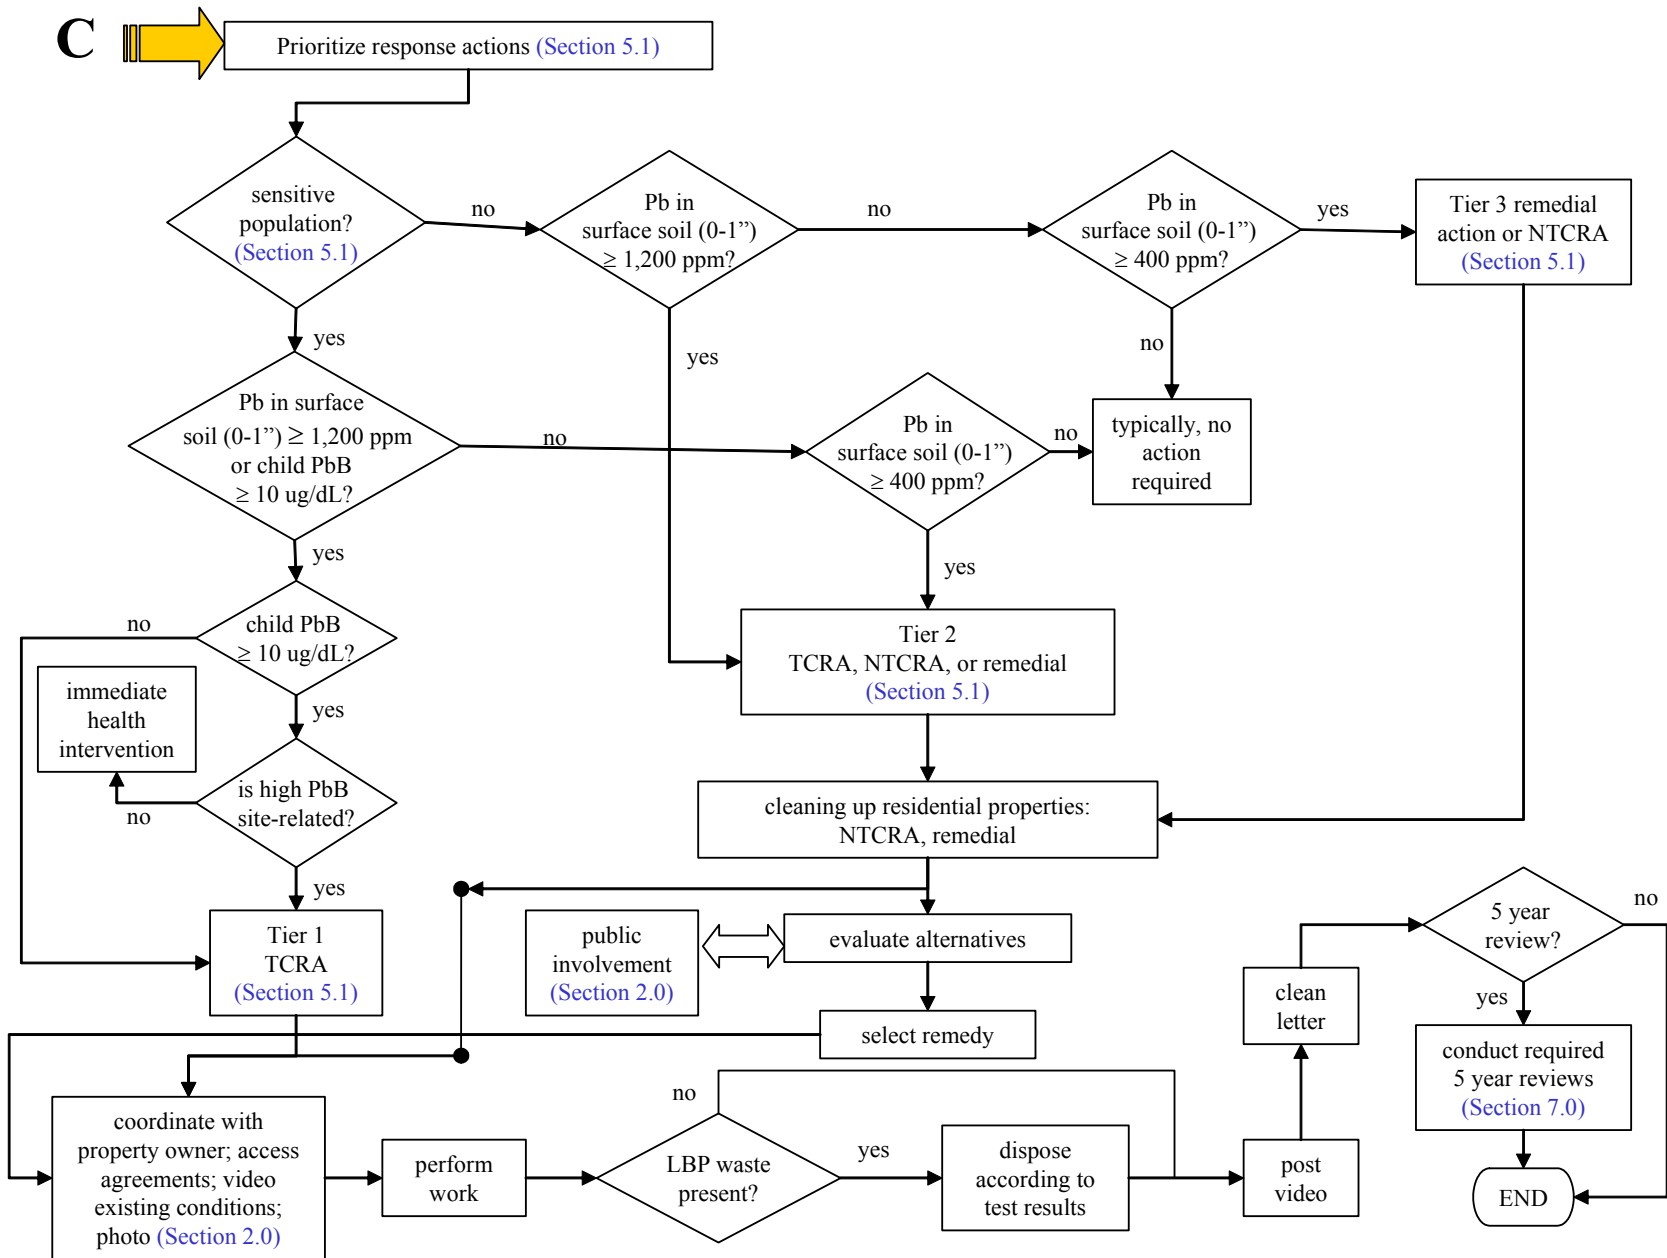 C
Prioritize response actions (Section 5.1)
sensitive
population?
(Section 5.1)
no
Pb in
surface soil (0-1”)
≥ 1,200 ppm?
no
Pb in
surface soil (0-1”)
≥ 400 ppm?
yes
Tier 3 remedial
action or NTCRA
(Section 5.1)
yes
yes
no
Pb in surface
soil (0-1”) ≥ 1,200 ppm
or child PbB
≥ 10 ug/dL?
no
Pb in
surface soil (0-1”)
≥ 400 ppm?
no
typically, no
action
required
yes
yes
child PbB
≥ 10 ug/dL?
no
Tier 2
TCRA, NTCRA, or remedial
(Section 5.1)
immediate
health
intervention
yes
is high PbB
site-related?
no
cleaning up residential properties:
NTCRA, remedial
yes
Tier 1
TCRA
(Section 5.1)
public
involvement
(Section 2.0)
evaluate alternatives
select remedy
5 year
review?
no
yes
clean
letter
conduct required
5 year reviews
(Section 7.0)
coordinate with
property owner; access
agreements; video
existing conditions;
photo (Section 2.0)
perform
work
no
LBP waste
present?
yes
dispose
according to
test results
post
video
END